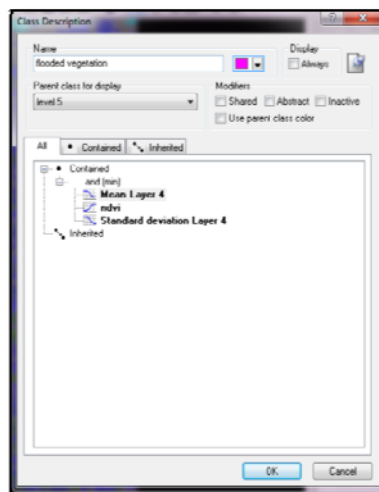 Class Description
Name
Display
flooded vegetation
Always
Parent class for display
Modifiers
level 5
Shared Abstract Inactive
Use parent class color
All Contained Inherited
Contained
and (min)
Mean Layer 4
ndvi
Standard deviation Layer 4
Inherited
OK Cancel